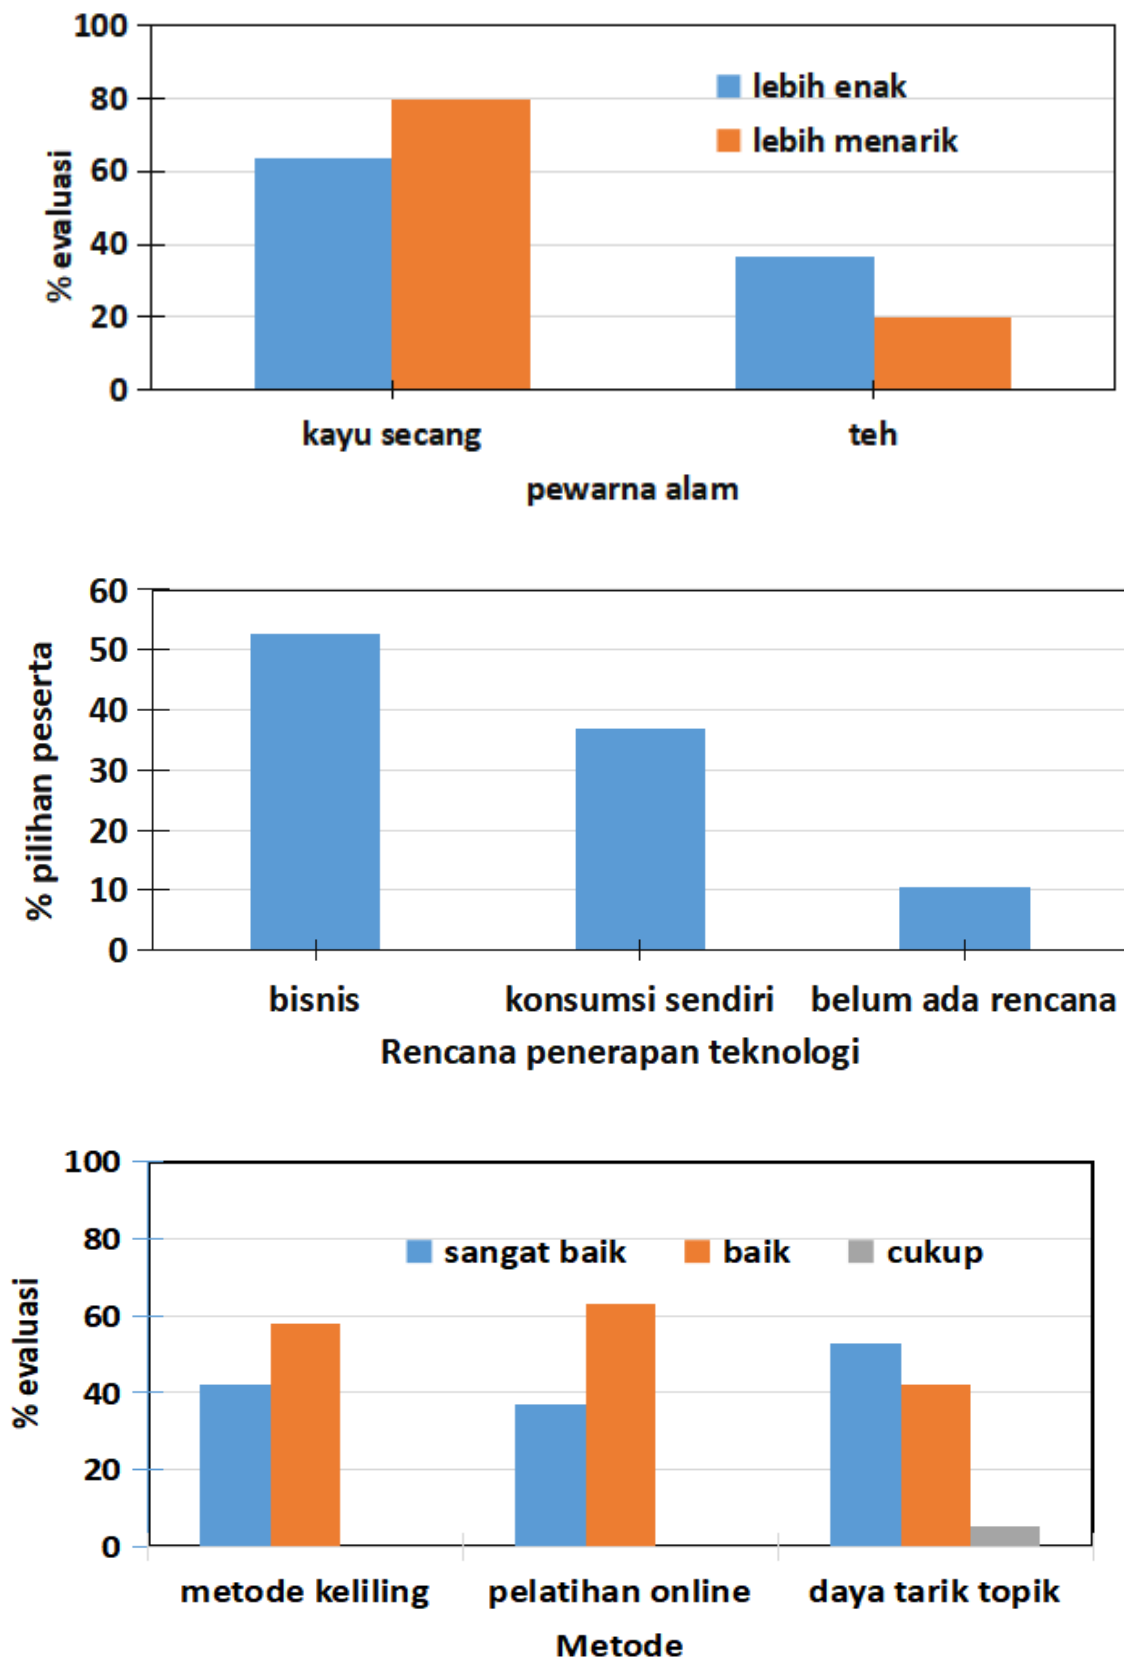 100
80
60
40
20
0
% evaluasi
lebih enak
lebih menarik
kayu secang teh
pewarna alam
60
50
40
30
20
10
0
% pilihan peserta
bisnis konsumsi sendiri belum ada rencana
Rencana penerapan teknologi
100
80
60
40
20
0
% evaluasi
sangat baik baik cukup
metode keliling pelatihan online daya tarik topik
Metode